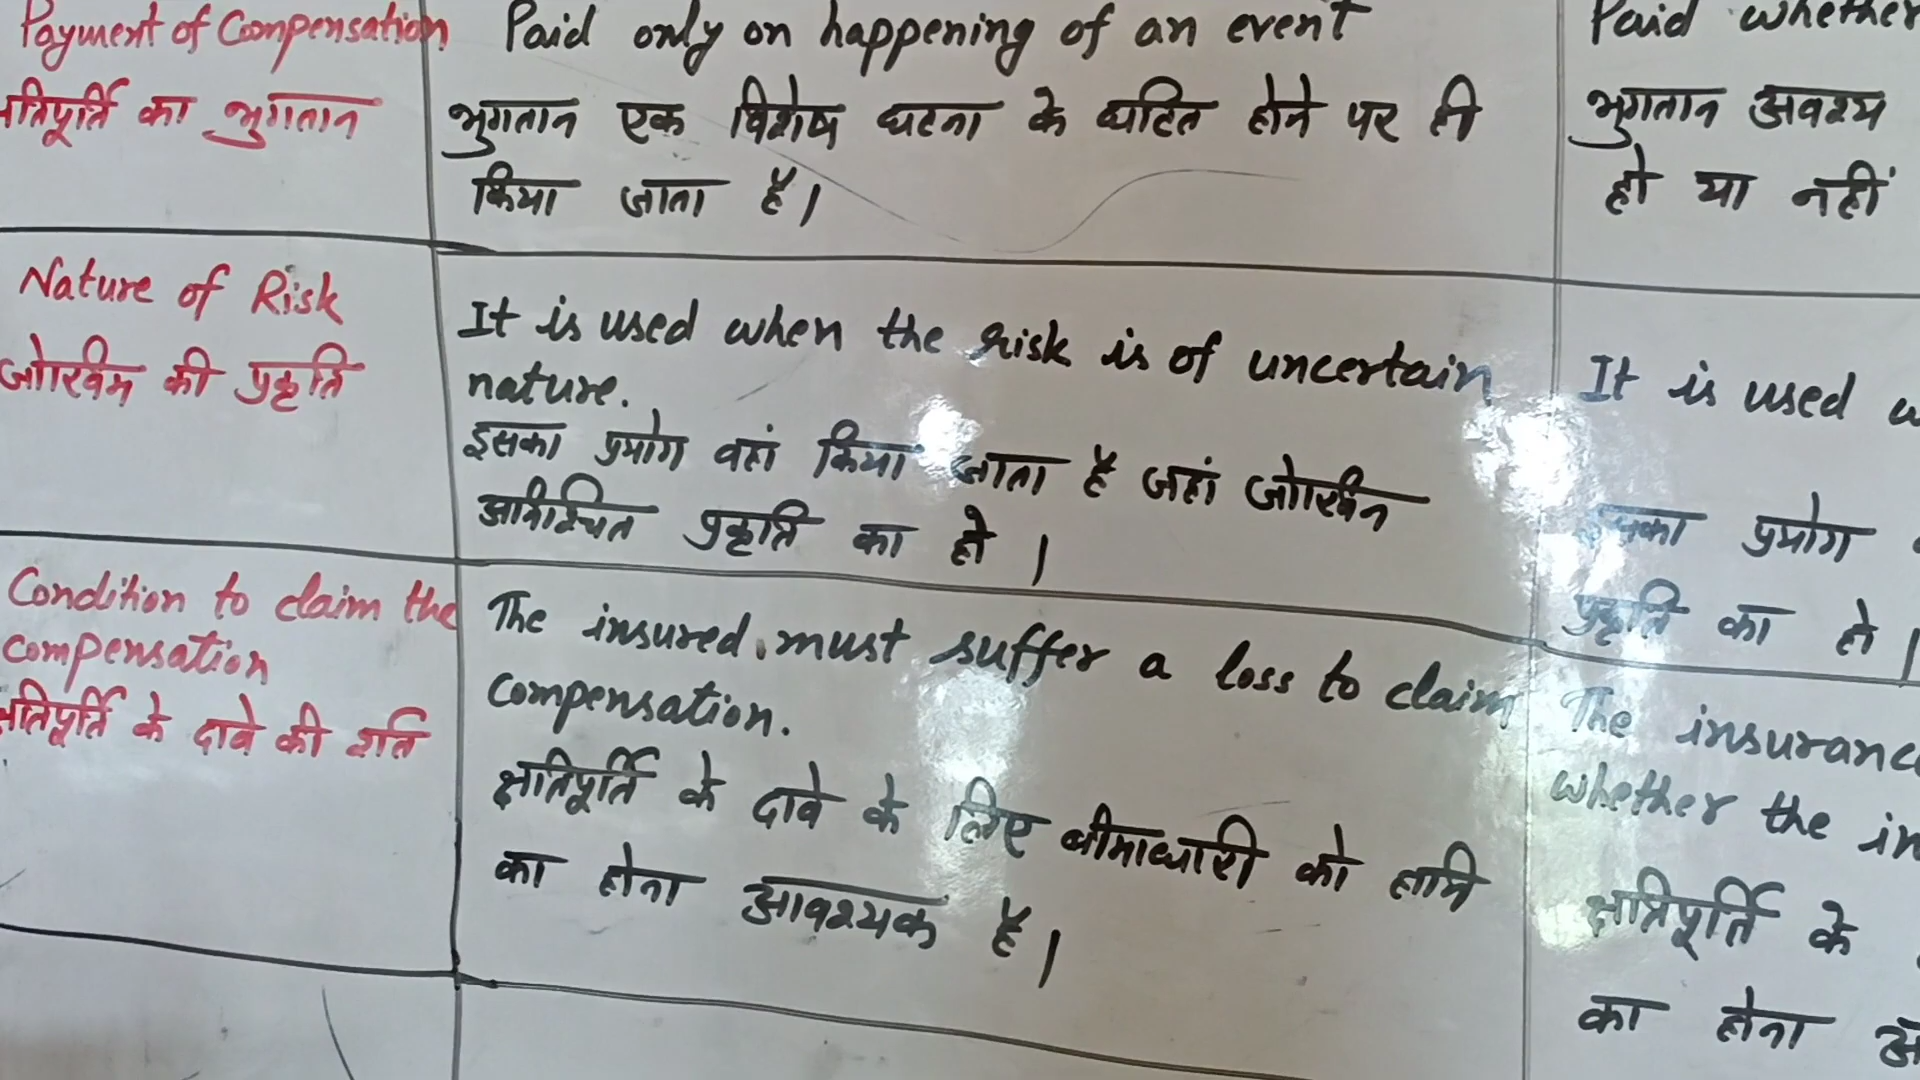 Payment of Compensation
क्षतिपूर्ति का भुगतान
Paid only on happening of an event
भुगतान एक विशेष घटना के घटित होने पर ही
किया जाता है।
Paid whether
भुगतान अवश्य
हो या नहीं
Nature of Risk
जोखिम की प्रकृति
It is used when the risk is of uncertain
nature.
इसका प्रयोग वहां किया जाता है जहां जोखिम
अनिश्चित प्रकृति का हो।
It is used
इसका प्रयोग
प्रकृति का हो।
Condition to claim the
compensation
क्षतिपूर्ति के दावे की शर्त
The insured must suffer a loss to claim
compensation.
क्षतिपूर्ति के दावे के लिए बीमाधारी को हानि
का होना आवश्यक है।
The insuranc
whether the in
क्षतिपूर्ति के
का होना